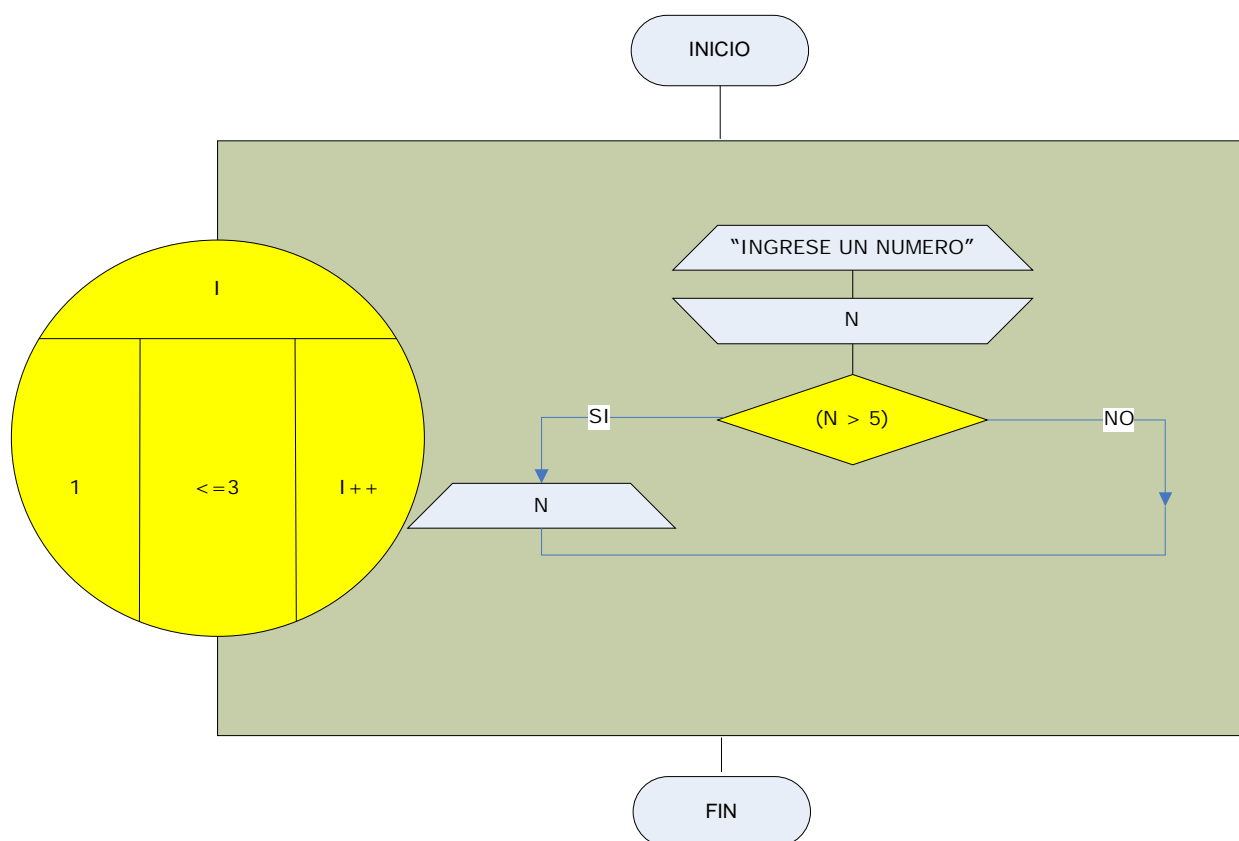 INICIO
“INGRESE UN NUMERO”
I
N
(N > 5)
SI
NO
1
<=3
I++
N
FIN